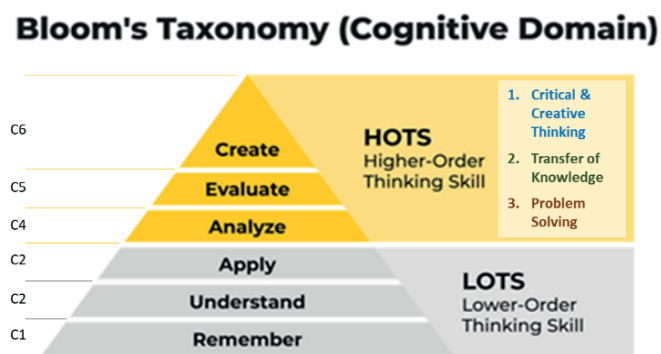 Bloom's Taxonomy (Cognitive Domain)
C6
Create
C5
Evaluate
C4
Analyze
C2
Apply
C2
Understand
C1
Remember
HOTS
Higher-Order
Thinking Skill
1. Critical &
Creative
Thinking
2. Transfer of
Knowledge
3. Problem
Solving
LOTS
Lower-Order
Thinking Skill